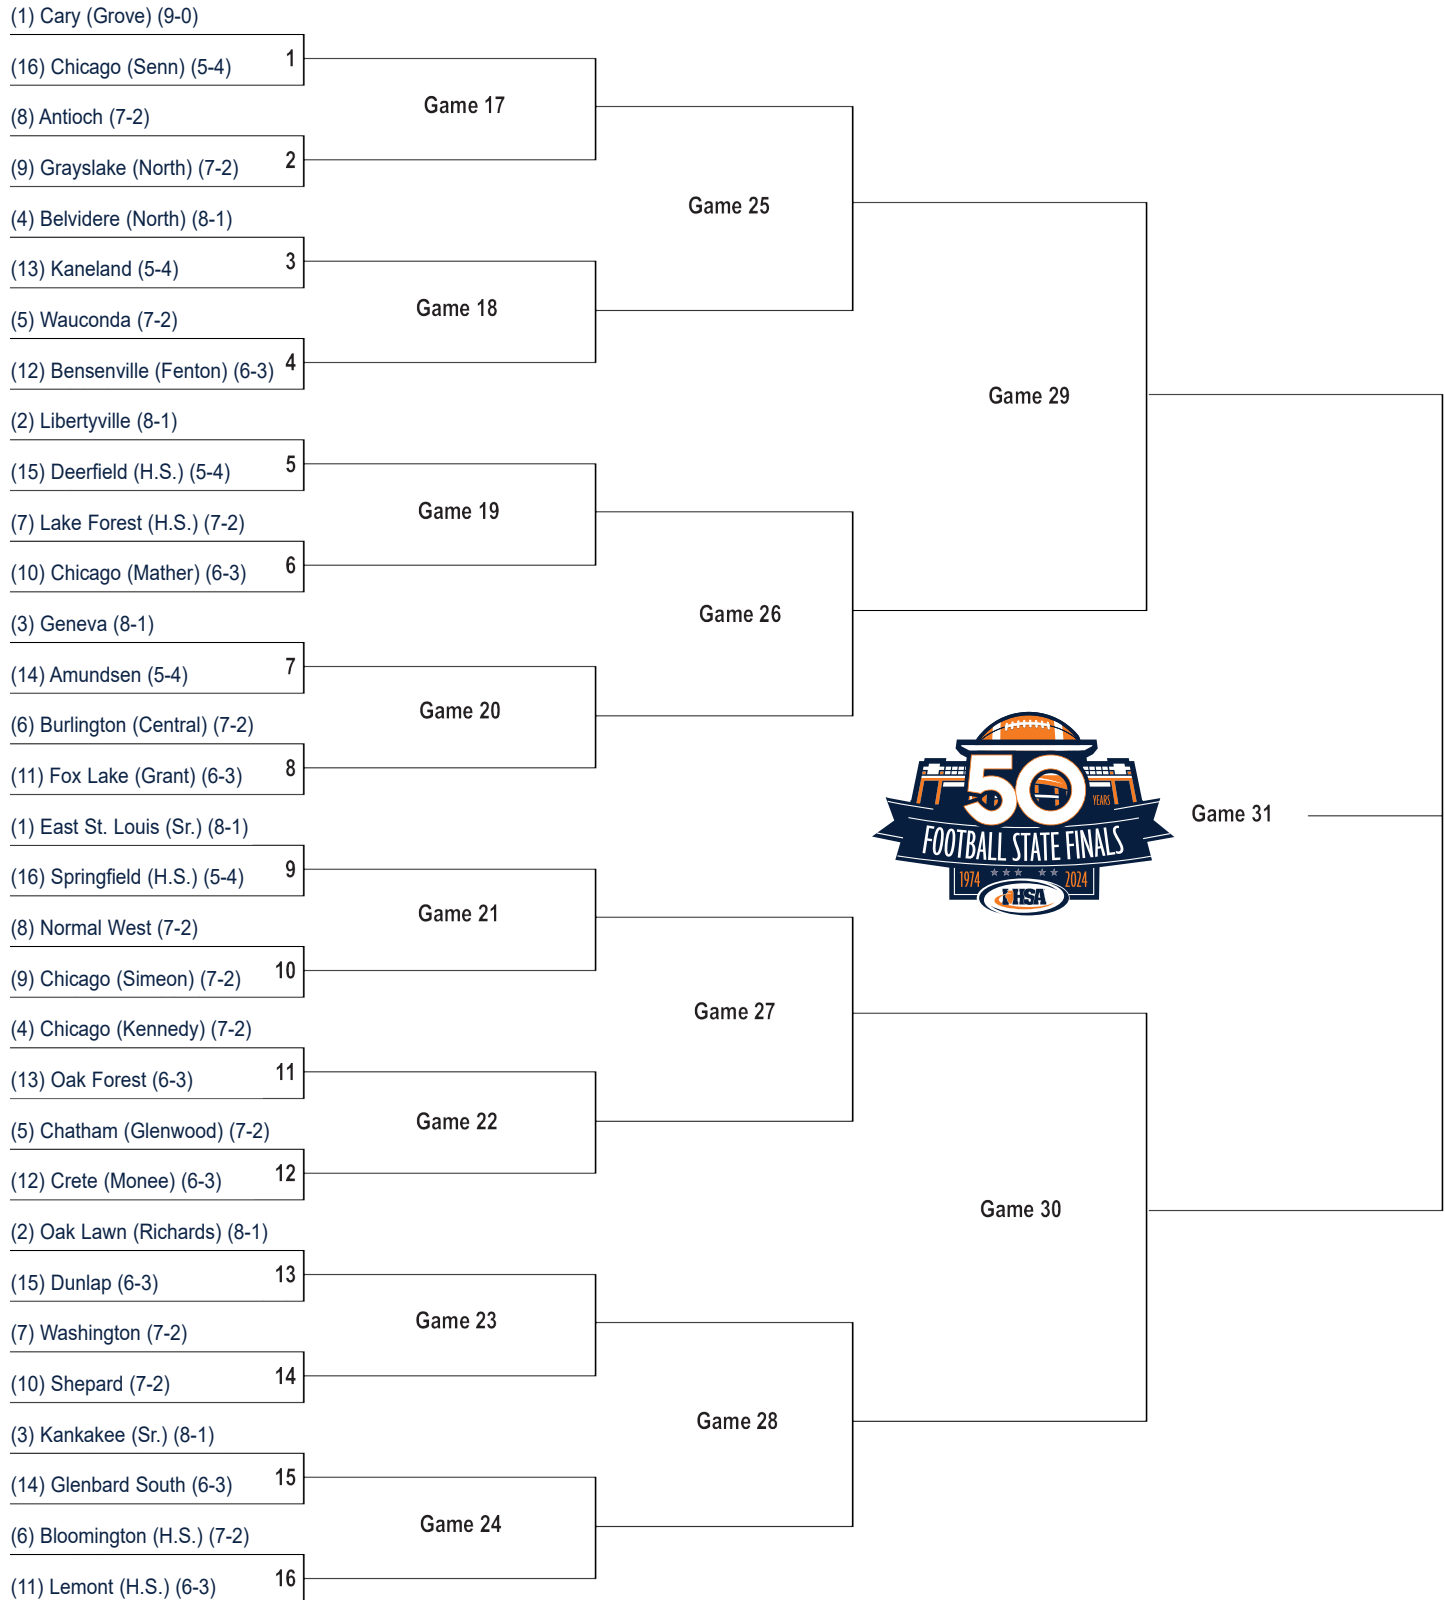 (1) Cary (Grove) (9-0)
1
(16) Chicago (Senn) (5-4)
Game 17
(8) Antioch (7-2)
2
(9) Grayslake (North) (7-2)
Game 25
(4) Belvidere (North) (8-1)
3
(13) Kaneland (5-4)
Game 18
(5) Wauconda (7-2)
4
(12) Bensenville (Fenton) (6-3)
Game 29
(2) Libertyville (8-1)
5
(15) Deerfield (H.S.) (5-4)
Game 19
(7) Lake Forest (H.S.) (7-2)
6
(10) Chicago (Mather) (6-3)
Game 26
(3) Geneva (8-1)
7
(14) Amundsen (5-4)
Game 20
(6) Burlington (Central) (7-2)
8
(11) Fox Lake (Grant) (6-3)
50
YEARS
FOOTBALL STATE FINALS
1974 2024
IHSA
Game 31
(1) East St. Louis (Sr.) (8-1)
9
(16) Springfield (H.S.) (5-4)
Game 21
(8) Normal West (7-2)
10
(9) Chicago (Simeon) (7-2)
Game 27
(4) Chicago (Kennedy) (7-2)
11
(13) Oak Forest (6-3)
Game 22
(5) Chatham (Glenwood) (7-2)
12
(12) Crete (Monee) (6-3)
Game 30
(2) Oak Lawn (Richards) (8-1)
13
(15) Dunlap (6-3)
Game 23
(7) Washington (7-2)
14
(10) Shepard (7-2)
Game 28
(3) Kankakee (Sr.) (8-1)
15
(14) Glenbard South (6-3)
Game 24
(6) Bloomington (H.S.) (7-2)
16
(11) Lemont (H.S.) (6-3)